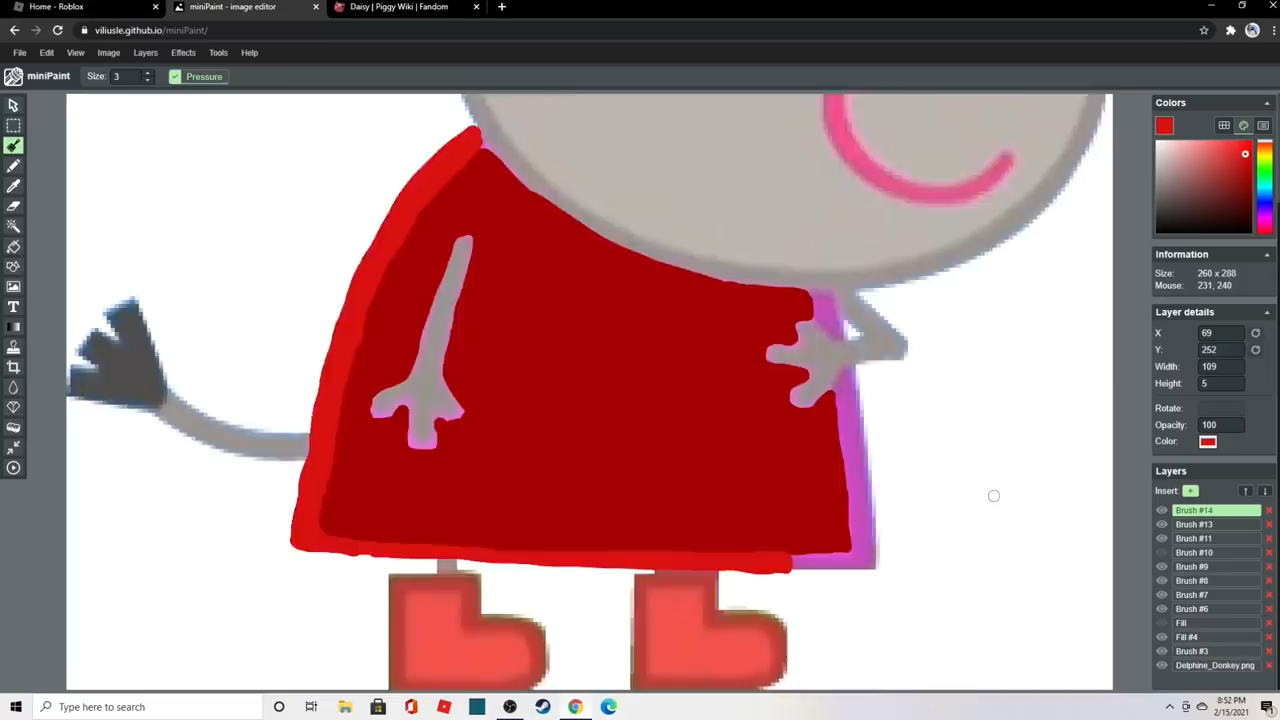 Home - Roblox
miniPaint - image editor
Daisy | Piggy Wiki | Fandom
viliusle.github.io/miniPaint/
File Edit View Image Layers Effects Tools Help
miniPaint Size: 3 Pressure
Colors
Information
Size: 260 x 288
Mouse: 231, 240
Layer details
X 69
Y: 252
Width: 109
Height: 5
Rotate:
Opacity: 100
Color:
Layers
Insert: +
Brush #14
Brush #13
Brush #11
Brush #10
Brush #9
Brush #8
Brush #7
Brush #6
Fill
Fill #4
Brush #3
Delphine_Donkey.png
Type here to search
8:52 PM
2/15/2021